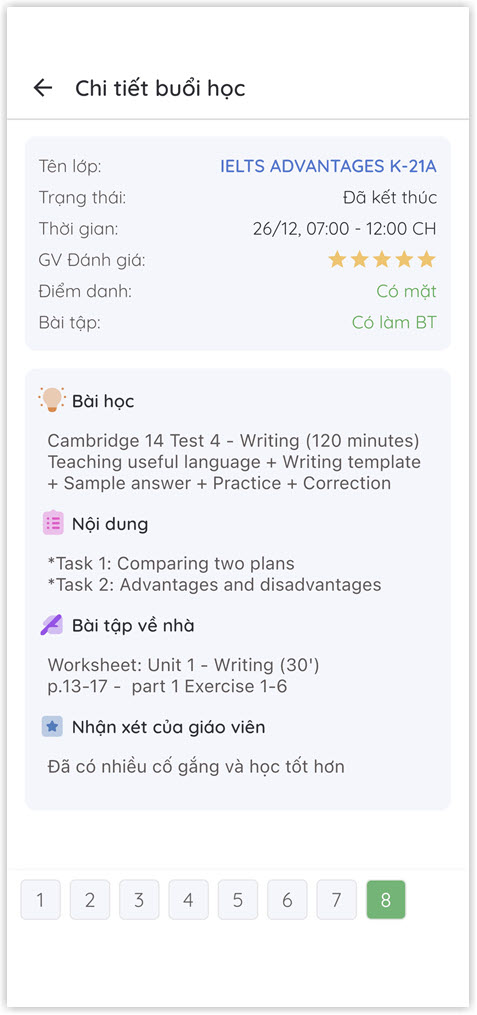 Chi tiết buổi học
Tên lớp: IELTS ADVANTAGES K-21A
Trạng thái: Đã kết thúc
Thời gian: 26/12, 07:00 - 12:00 CH
GV Đánh giá:
Điểm danh: Có mặt
Bài tập: Có làm BT
Bài học
Cambridge 14 Test 4 - Writing (120 minutes)
Teaching useful language + Writing template
+ Sample answer + Practice + Correction
Nội dung
*Task 1: Comparing two plans
*Task 2: Advantages and disadvantages
Bài tập về nhà
Worksheet: Unit 1 - Writing (30')
p.13-17 -  part 1 Exercise 1-6
Nhận xét của giáo viên
Đã có nhiều cố gắng và học tốt hơn
1 2 3 4 5 6 7 8